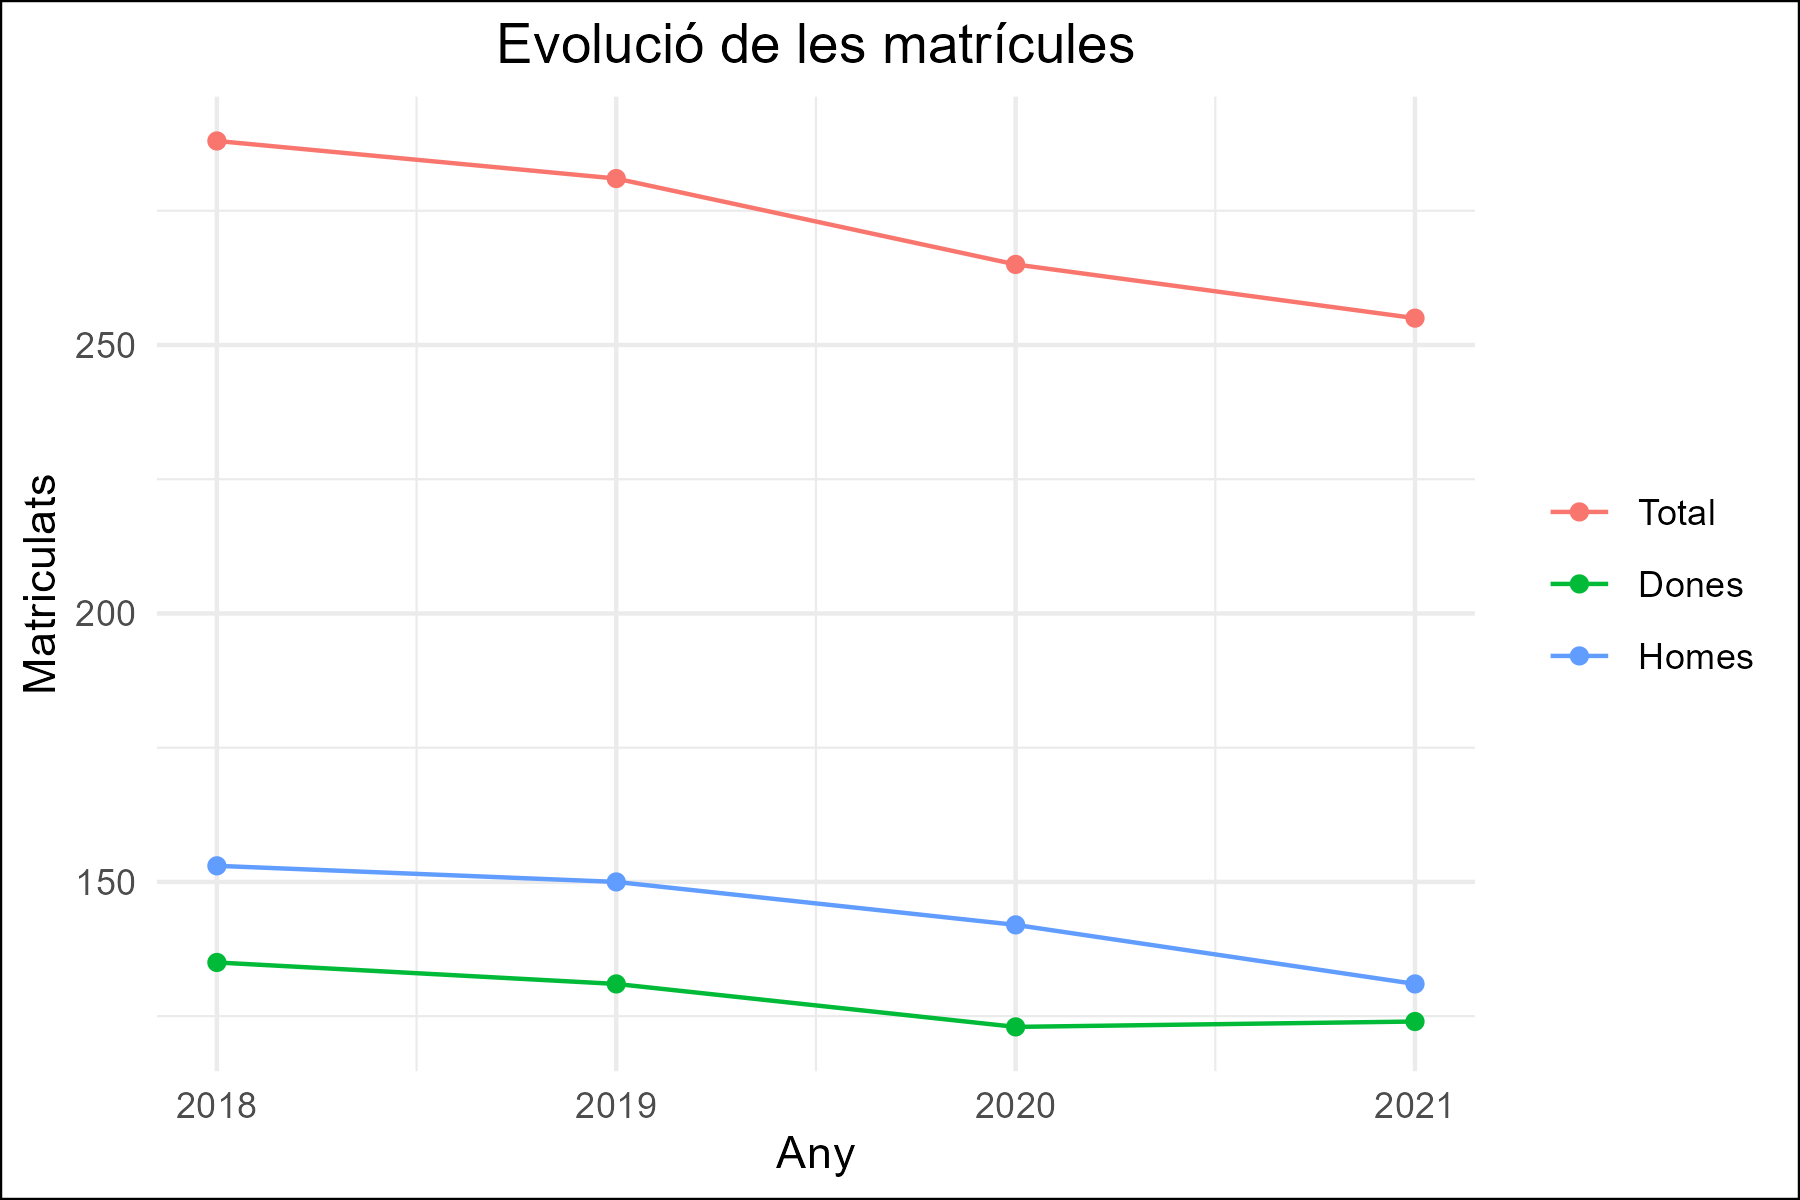 Evolució de les matrícules
Matriculats
250
200
150
2018 2019 2020 2021
Any
Total
Dones
Homes